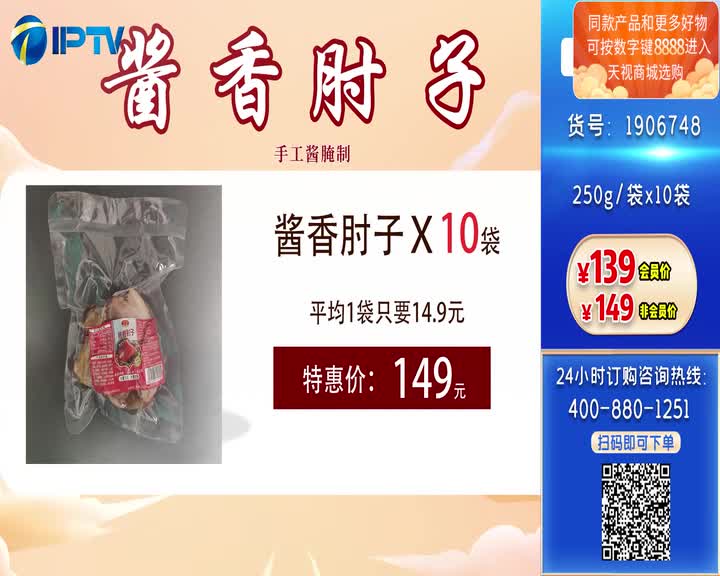 IPTV
酱香肘子
手工酱腌制
酱香肘子X10袋
平均1袋只要14.9元
特惠价：149元
同款产品和更多好物
可按数字键8888进入
天视商城选购
货号：1906748
250g/袋x10袋
¥139会员价
¥149非会员价
24小时订购咨询热线:
400-880-1251
扫码即可下单